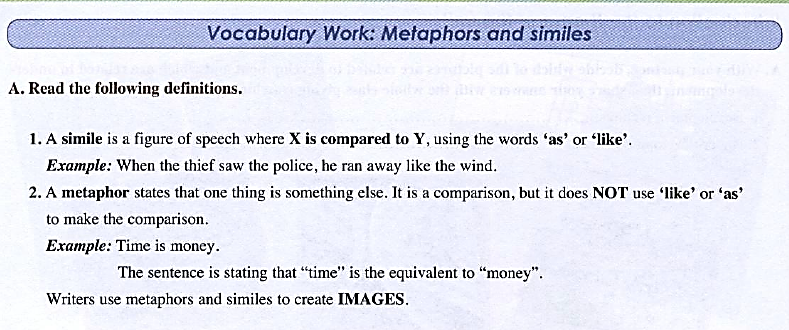 Vocabulary Work: Metaphors and similes
A. Read the following definitions.
1. A simile is a figure of speech where X is compared to Y, using the words ‘as’ or ‘like’.
Example: When the thief saw the police, he ran away like the wind.
2. A metaphor states that one thing is something else. It is a comparison, but it does NOT use ‘like’ or ‘as’
to make the comparison.
Example: Time is money.
The sentence is stating that “time” is the equivalent to “money”.
Writers use metaphors and similes to create IMAGES.